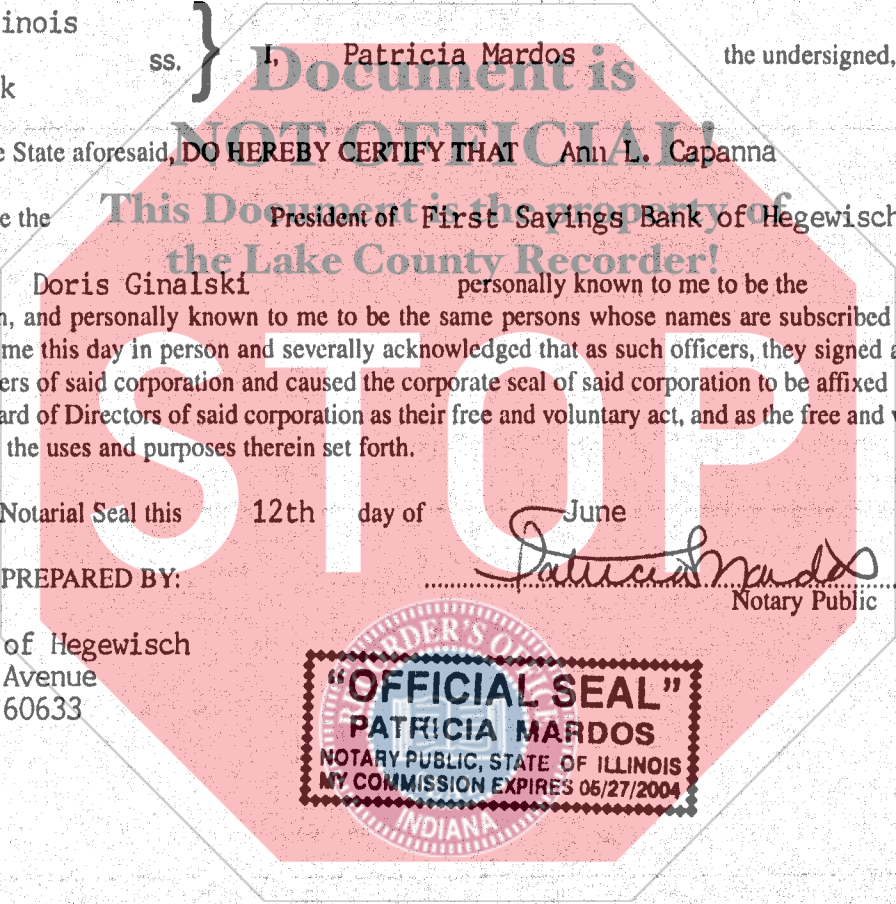 inois
ss.
k
I, Patricia Mardos the undersigned,
Document is
NOT OFFICIAL!
e State aforesaid, DO HEREBY CERTIFY THAT Ann L. Capanna
This Document is the property of
the Lake County Recorder!
e the President of First Savings Bank of Hegewisch
Doris Ginalski personally known to me to be the
n, and personally known to me to be the same persons whose names are subscribed
me this day in person and severally acknowledged that as such officers, they signed a
ers of said corporation and caused the corporate seal of said corporation to be affixed
ard of Directors of said corporation as their free and voluntary act, and as the free and v
the uses and purposes therein set forth.
STOP
Notarial Seal this 12th day of June
Patricia Mardos
PREPARED BY:
Notary Public
of Hegewisch
Avenue
60633
RECORDER'S OFFICE
"OFFICIAL SEAL"
PATRICIA MARDOS
NOTARY PUBLIC, STATE OF ILLINOIS
MY COMMISSION EXPIRES 06/27/2004
INDIANA